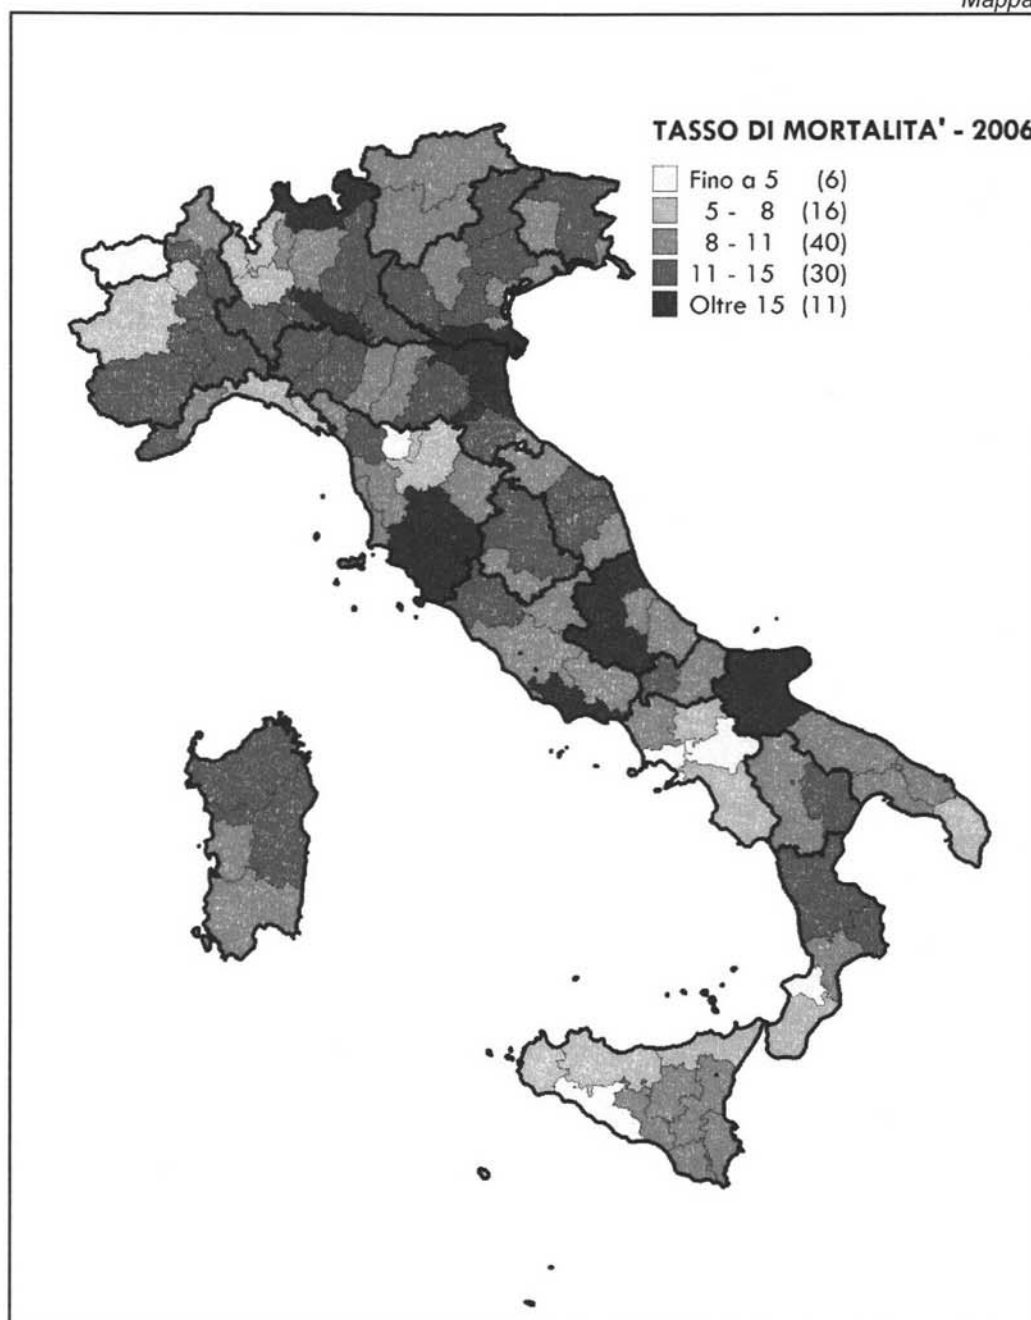 Mappa
TASSO DI MORTALITA' - 2006
Fino a 5 (6)
5 - 8 (16)
8 - 11 (40)
11 - 15 (30)
Oltre 15 (11)